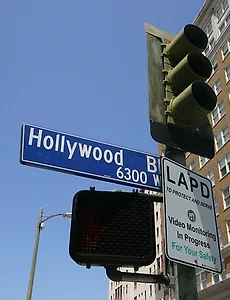 Hollywood B
6300 W
LAPD
TO PROTECT AND SERVE
Video Monitoring
In Progress
For Your Safety